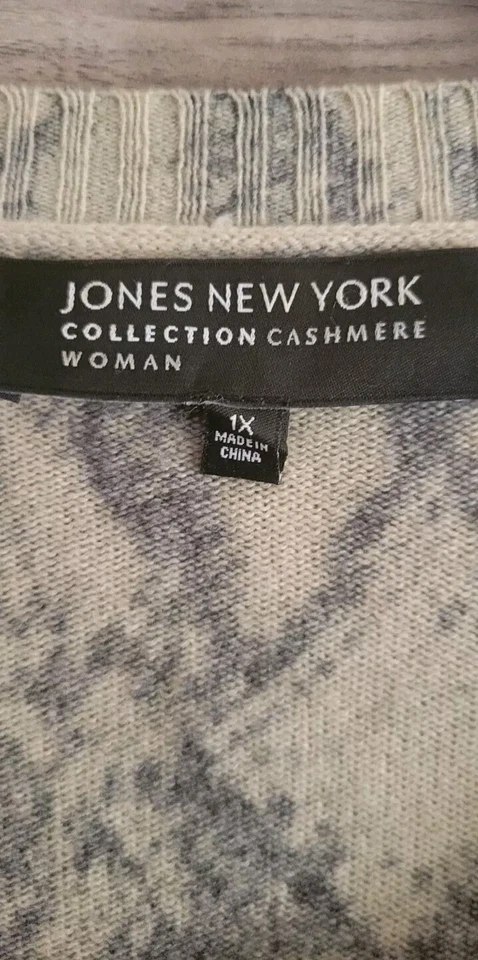 JONES NEW YORK
COLLECTION CASHMERE
WOMAN
1X
MADE IN
CHINA